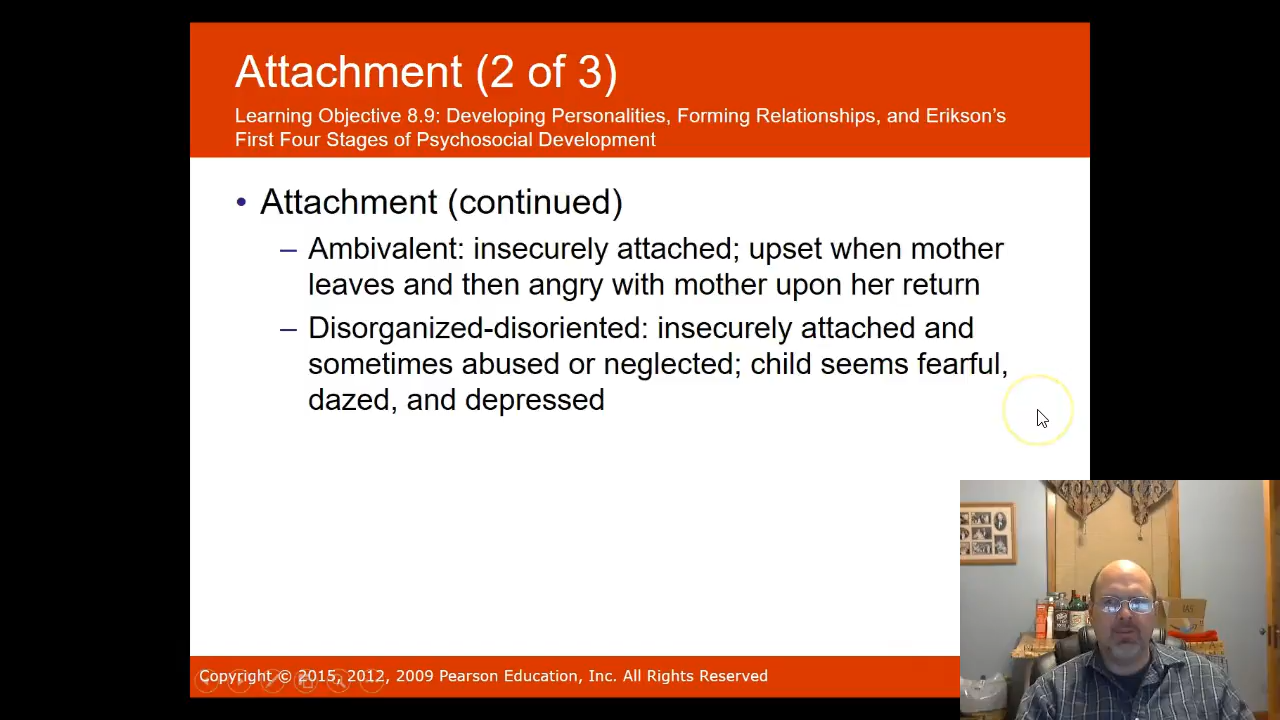 Attachment (2 of 3)
Learning Objective 8.9: Developing Personalities, Forming Relationships, and Erikson's
First Four Stages of Psychosocial Development
• Attachment (continued)
– Ambivalent: insecurely attached; upset when mother
leaves and then angry with mother upon her return
– Disorganized-disoriented: insecurely attached and
sometimes abused or neglected; child seems fearful,
dazed, and depressed
Copyright © 2015, 2012, 2009 Pearson Education, Inc. All Rights Reserved